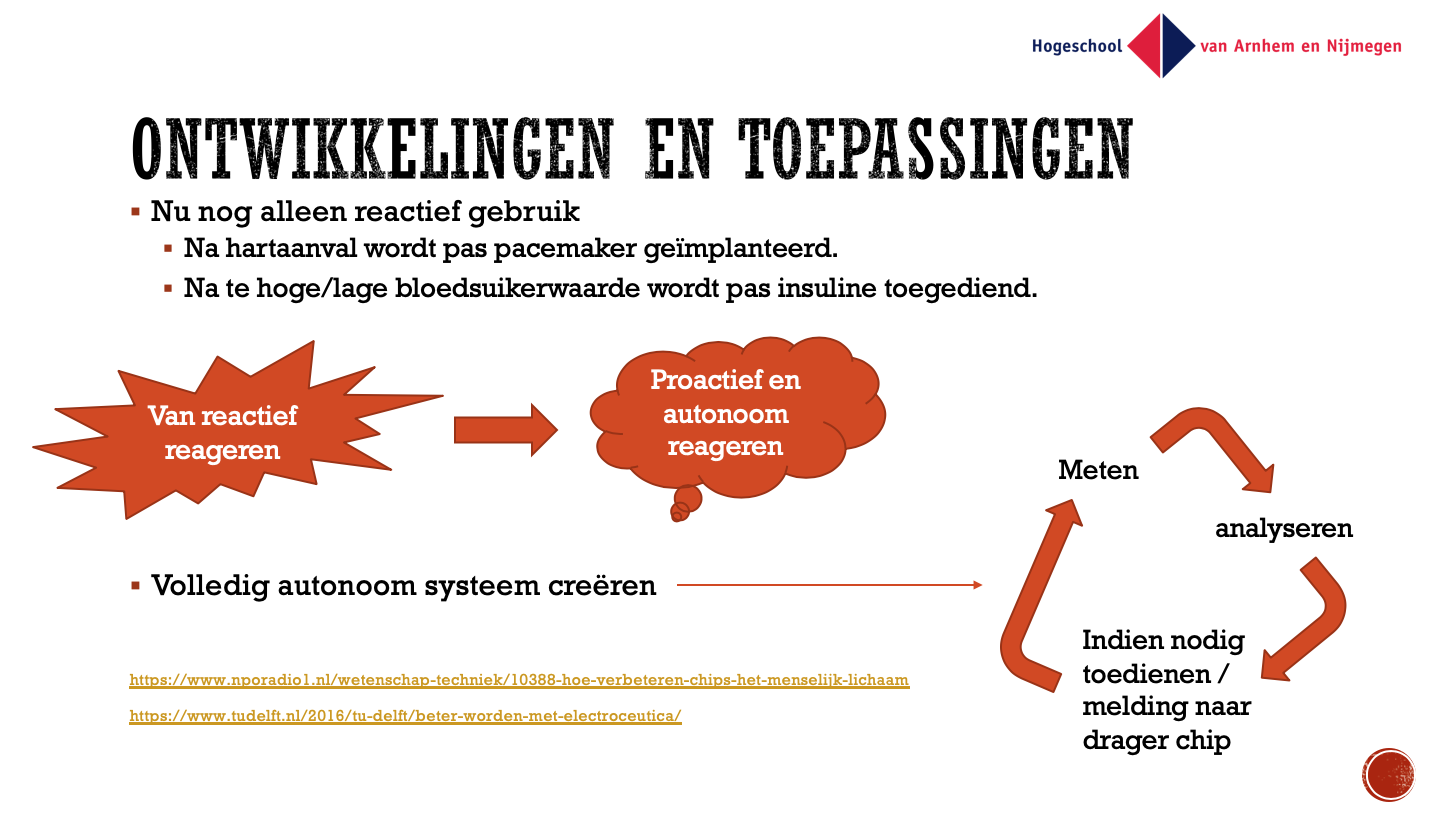 Hogeschool van Arnhem en Nijmegen
ONTWIKKELINGEN EN TOEPASSINGEN
Nu nog alleen reactief gebruik
Na hartaanval wordt pas pacemaker geïmplanteerd.
Na te hoge/lage bloedsuikerwaarde wordt pas insuline toegediend.
Van reactief
reageren
Proactief en
autonoom
reageren
Volledig autonoom systeem creëren
Meten
analyseren
Indien nodig
toedienen /
melding naar
drager chip
https://www.nporadio1.nl/wetenschap-techniek/10388-hoe-verbeteren-chips-het-menselijk-lichaam
https://www.tudelft.nl/2016/tu-delft/beter-worden-met-electroceutica/